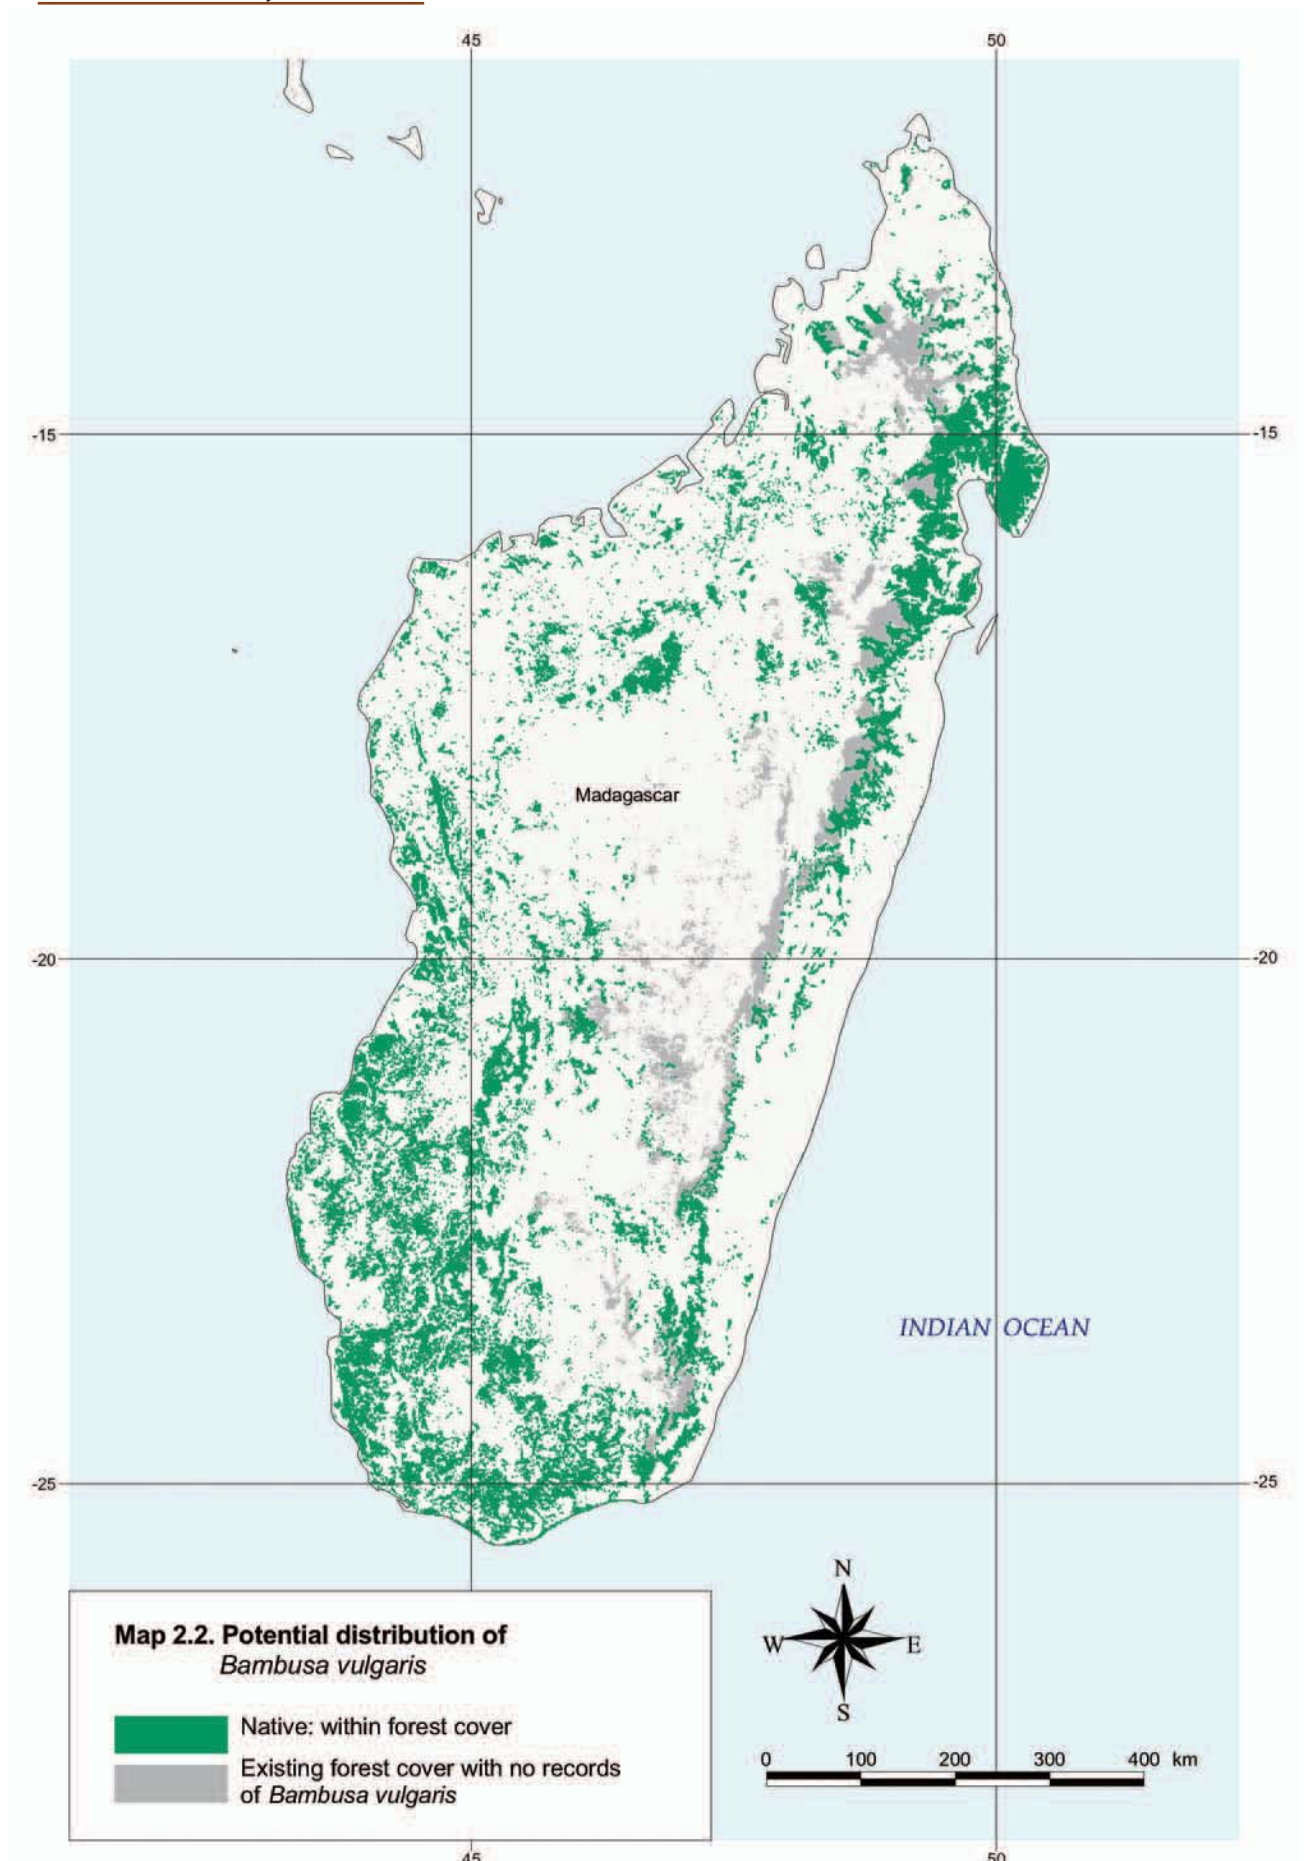 45 50
-15 -15
Madagascar
-20 -20
INDIAN OCEAN
-25 -25
N
W E
S
Map 2.2. Potential distribution of
Bambusa vulgaris
Native: within forest cover
Existing forest cover with no records
of Bambusa vulgaris
0 100 200 300 400 km
45 50